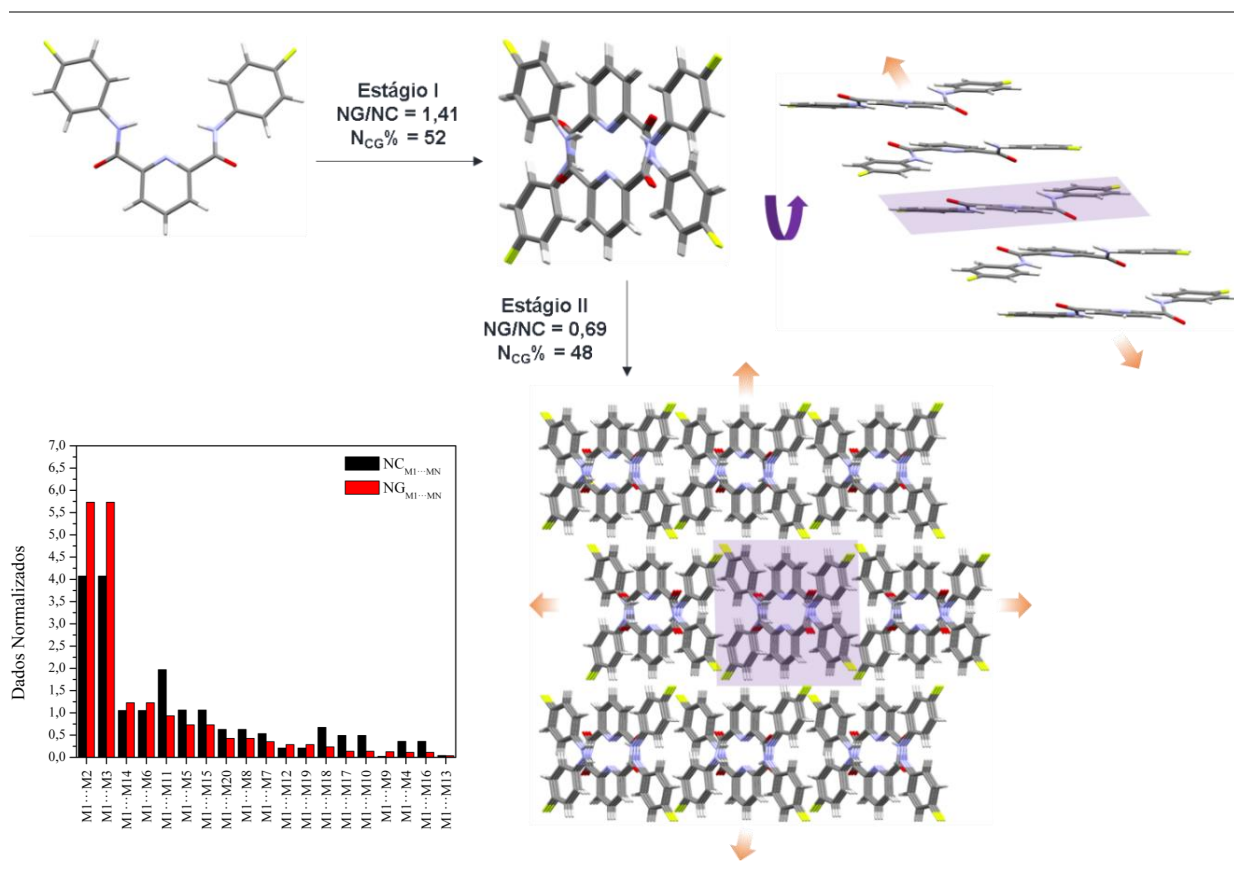 Estágio I
NG/NC = 1,41
NCG% = 52
Estágio II
NG/NC = 0,69
NCG% = 48
Dados Normalizados
7,0
6,5
6,0
5,5
5,0
4,5
4,0
3,5
3,0
2,5
2,0
1,5
1,0
0,5
0,0
NCM1···MN
NGM1···MN
M1···M2
M1···M3
M1···M14
M1···M6
M1···M11
M1···M5
M1···M15
M1···M20
M1···M8
M1···M7
M1···M12
M1···M19
M1···M18
M1···M17
M1···M10
M1···M9
M1···M4
M1···M16
M1···M13